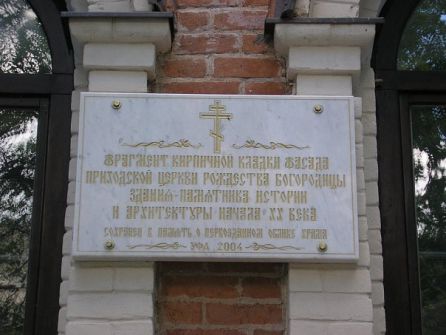 ФРАГМЕНТ КИРПИЧНОЙ КЛАДКИ ФАСАДА
ПРИХОДСКОЙ ЦЕРКВИ РОЖДЕСТВА БОГОРОДИЦЫ
ЗДАНИЯ-ПАМЯТНИКА ИСТОРИИ
И АРХИТЕКТУРЫ НАЧАЛА XX ВЕКА
СОХРАНЕН В ПАМЯТЬ О ПЕРВОЗДАННОМ ОБЛИКЕ ХРАМА
УФА 2004